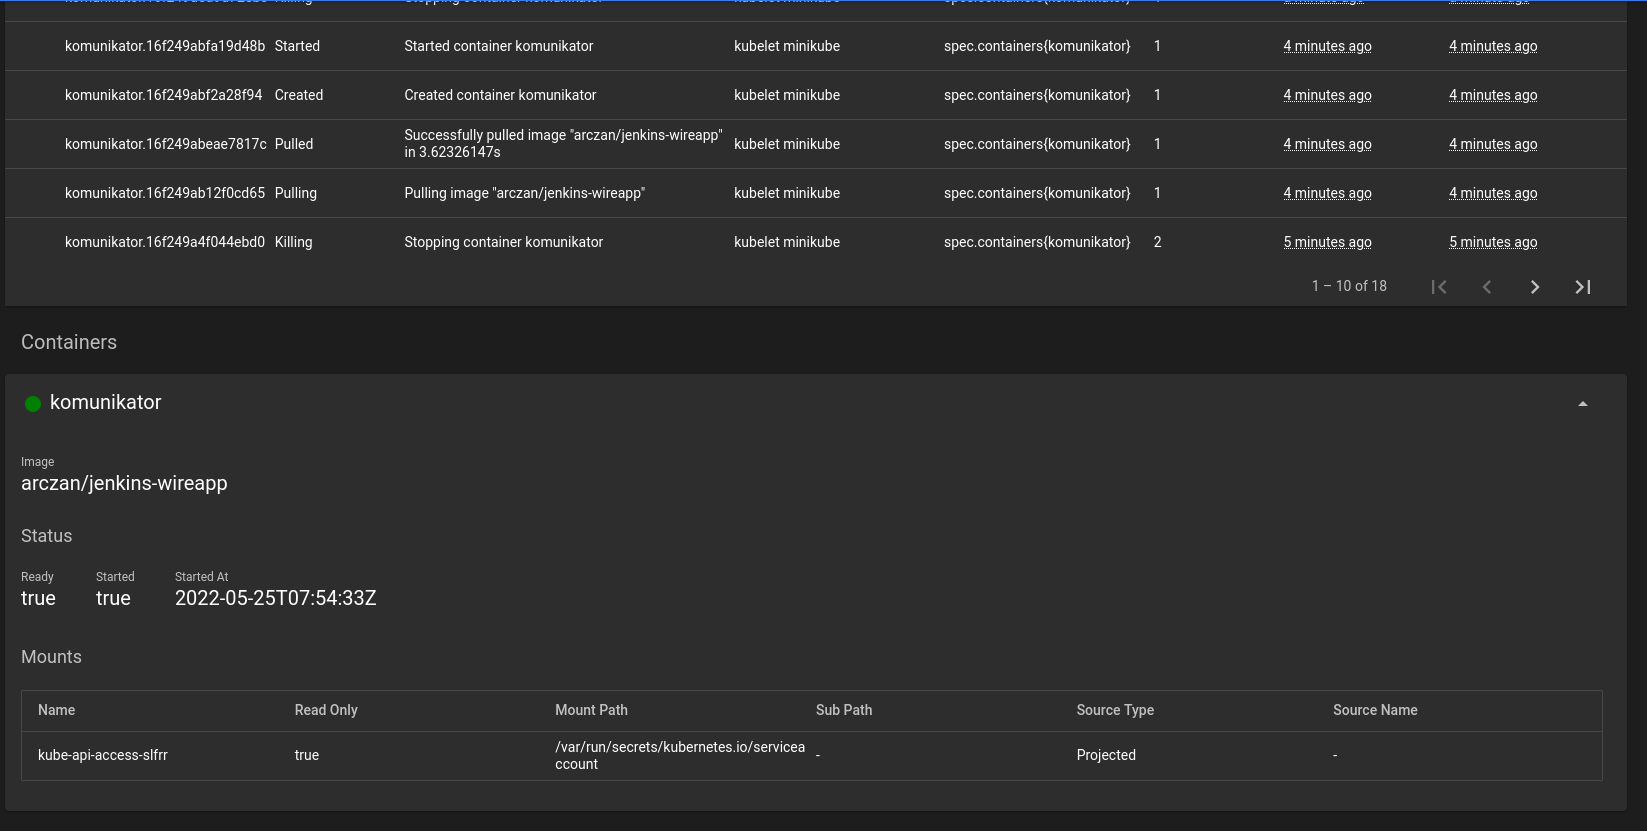 Stopping container komunikator kubelet minikube spec.containers{komunikator}
komunikator.16f249abfa19d48b Started Started container komunikator kubelet minikube spec.containers{komunikator} 1 4 minutes ago 4 minutes ago
komunikator.16f249abf2a28f94 Created Created container komunikator kubelet minikube spec.containers{komunikator} 1 4 minutes ago 4 minutes ago
komunikator.16f249abeae7817c Pulled Successfully pulled image "arczan/jenkins-wireapp"
in 3.62326147s kubelet minikube spec.containers{komunikator} 1 4 minutes ago 4 minutes ago
komunikator.16f249ab12f0cd65 Pulling Pulling image "arczan/jenkins-wireapp" kubelet minikube spec.containers{komunikator} 1 4 minutes ago 4 minutes ago
komunikator.16f249a4f044ebd0 Killing Stopping container komunikator kubelet minikube spec.containers{komunikator} 2 5 minutes ago 5 minutes ago
1 – 10 of 18
Containers
komunikator
Image
arczan/jenkins-wireapp
Status
Ready Started Started At
true true 2022-05-25T07:54:33Z
Mounts
Name Read Only Mount Path Sub Path Source Type Source Name
kube-api-access-slfrr true /var/run/secrets/kubernetes.io/servicea
ccount - Projected -